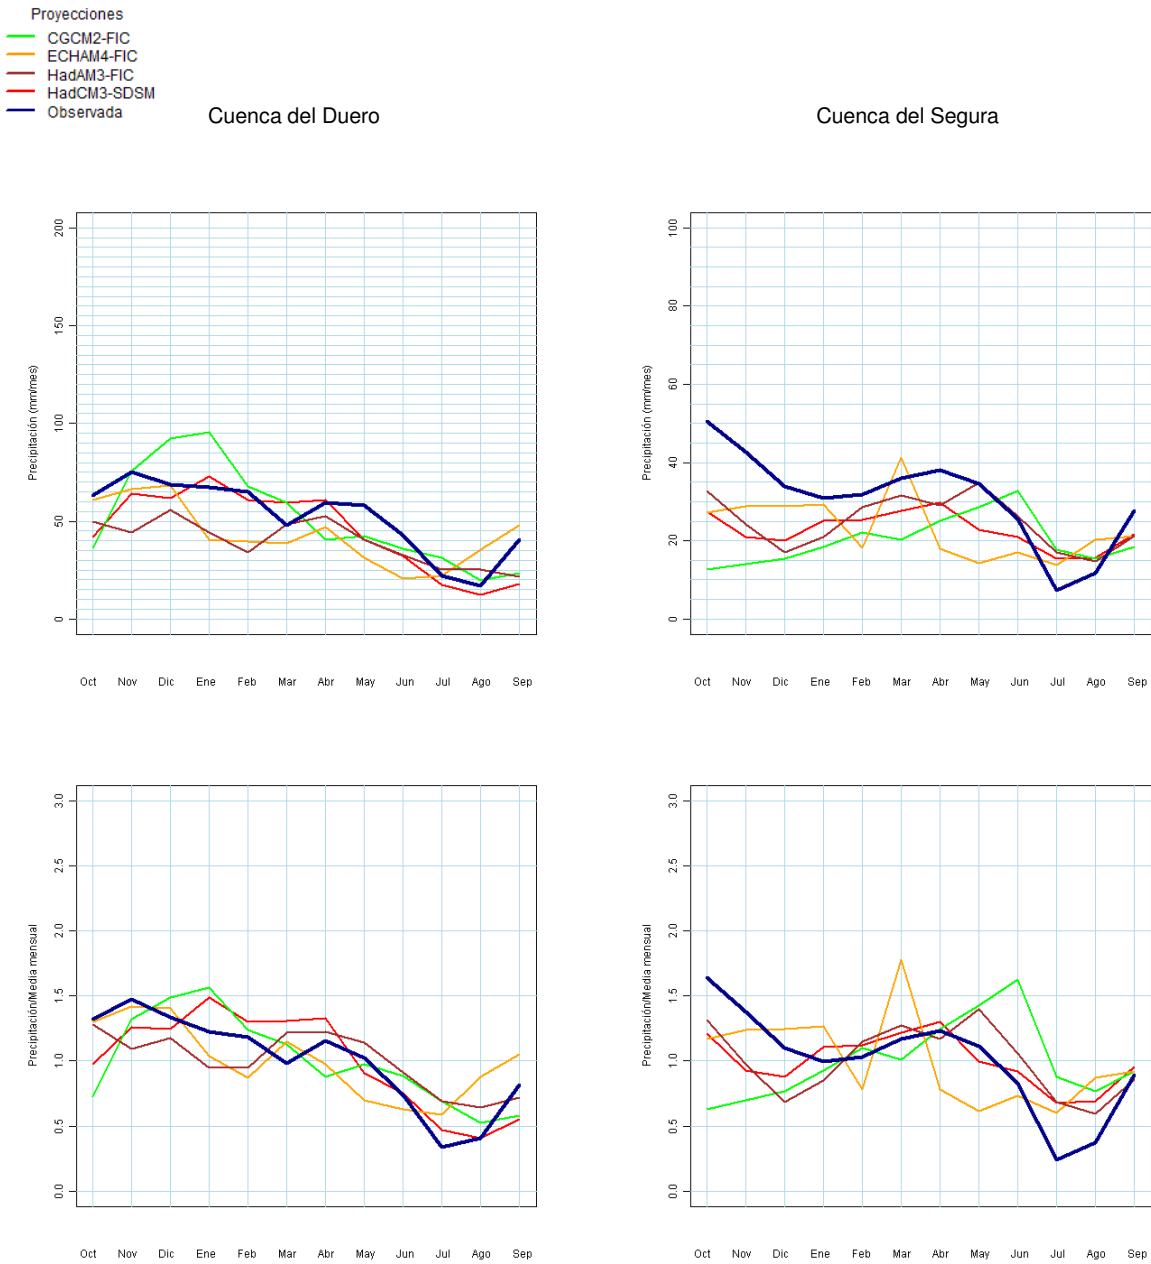 Proyecciones
CGCM2-FIC
ECHAM4-FIC
HadAM3-FIC
HadCM3-SDSM
Observada
Cuenca del Duero
Cuenca del Segura
Precipitación (mm/mes)
200
150
100
50
0
Oct Nov Dic Ene Feb Mar Abr May Jun Jul Ago Sep
Precipitación (mm/mes)
100
80
60
40
20
0
Oct Nov Dic Ene Feb Mar Abr May Jun Jul Ago Sep
Precipitación/Media mensual
3.0
2.5
2.0
1.5
1.0
0.5
0.0
Oct Nov Dic Ene Feb Mar Abr May Jun Jul Ago Sep
Precipitación/Media mensual
3.0
2.5
2.0
1.5
1.0
0.5
0.0
Oct Nov Dic Ene Feb Mar Abr May Jun Jul Ago Sep